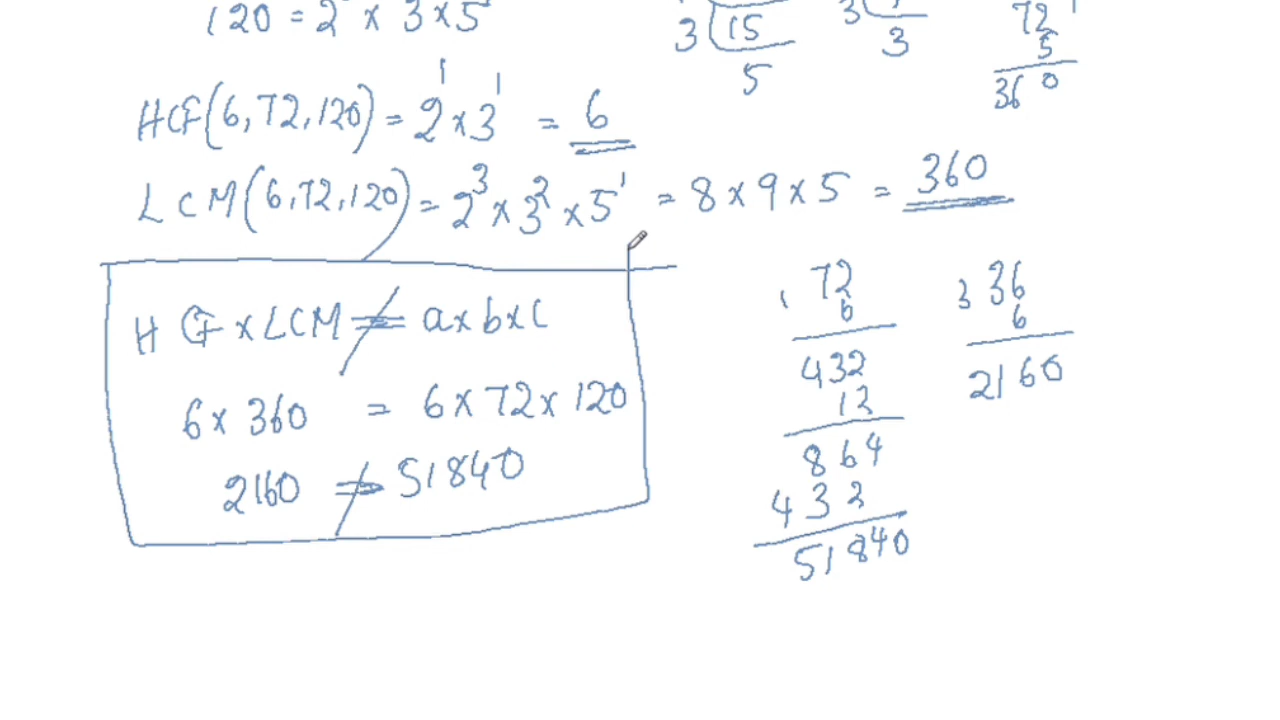 120 = 2 x 3 x 5
3 15
5
3
3
72
5
360
HCF(6,72,120) = 2¹ x 3¹ = 6
LCM(6,72,120) = 2³ x 3² x 5¹ = 8 x 9 x 5 = 360
HCF x LCM ≠ a x b x c
6 x 360 = 6 x 72 x 120
2160 ≠ 51840
1 72
6
432
12
864
432
51840
3 36
6
2160